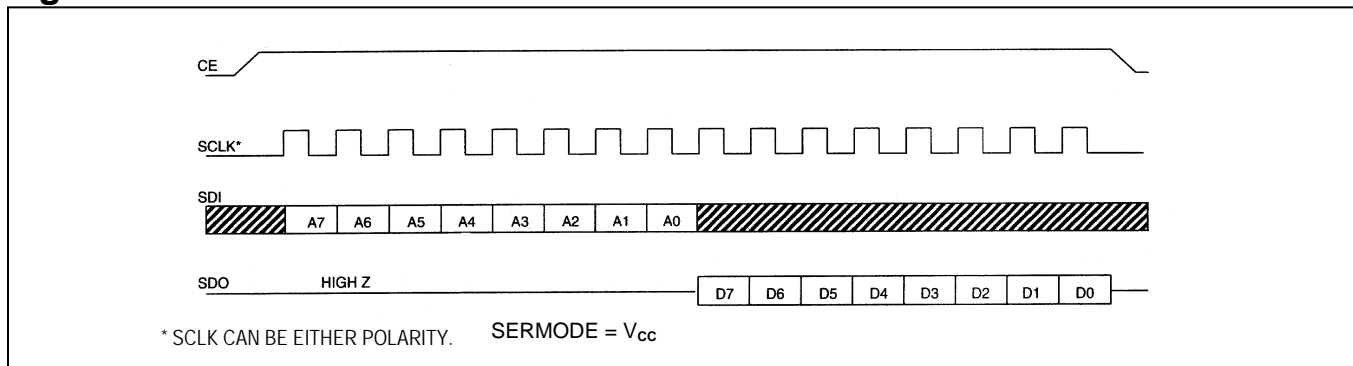 CE
SCLK*
SDI
A7 A6 A5 A4 A3 A2 A1 A0
SDO HIGH Z
D7 D6 D5 D4 D3 D2 D1 D0
* SCLK CAN BE EITHER POLARITY. SERMODE = VCC